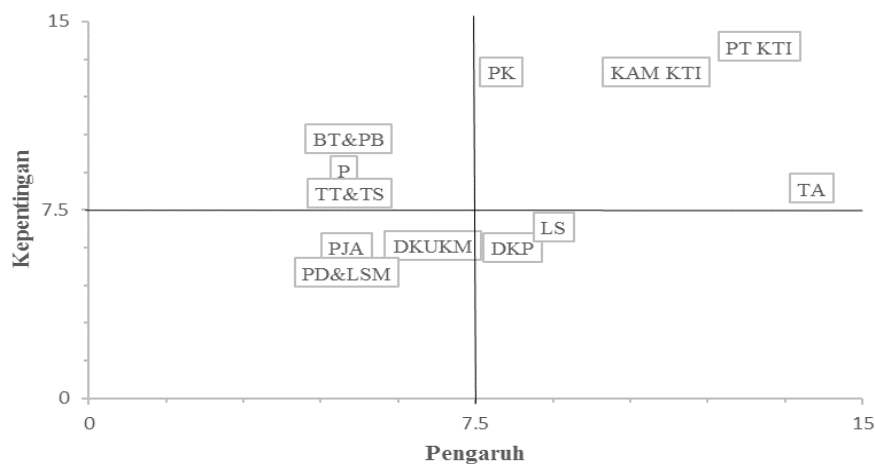 15
PT KTI
PK
KAM KTI
BT&PB
P
TT&TS
TA
7.5
LS
PJA
DKUKM
DKP
PD&LSM
Kepentingan
0
0
7.5
15
Pengaruh